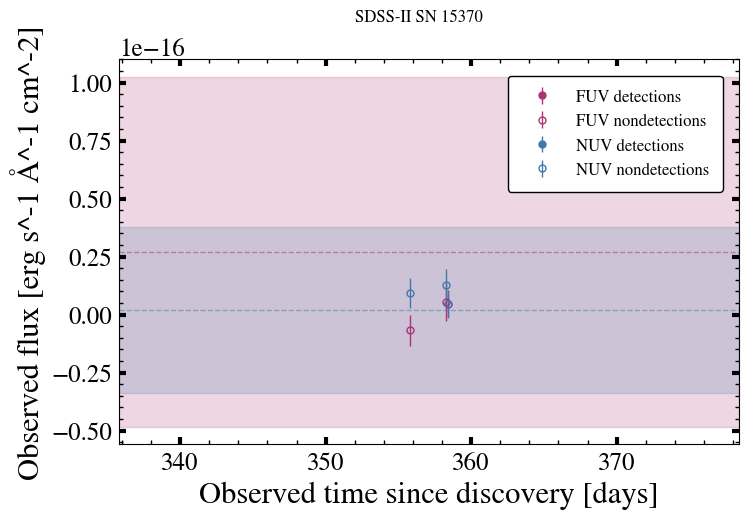 SDSS-II SN 15370
1e−16
1.00
0.75
0.50
0.25
0.00
−0.25
−0.50
Observed flux [erg s^-1 Å^-1 cm^-2]
FUV detections
FUV nondetections
NUV detections
NUV nondetections
340 350 360 370
Observed time since discovery [days]